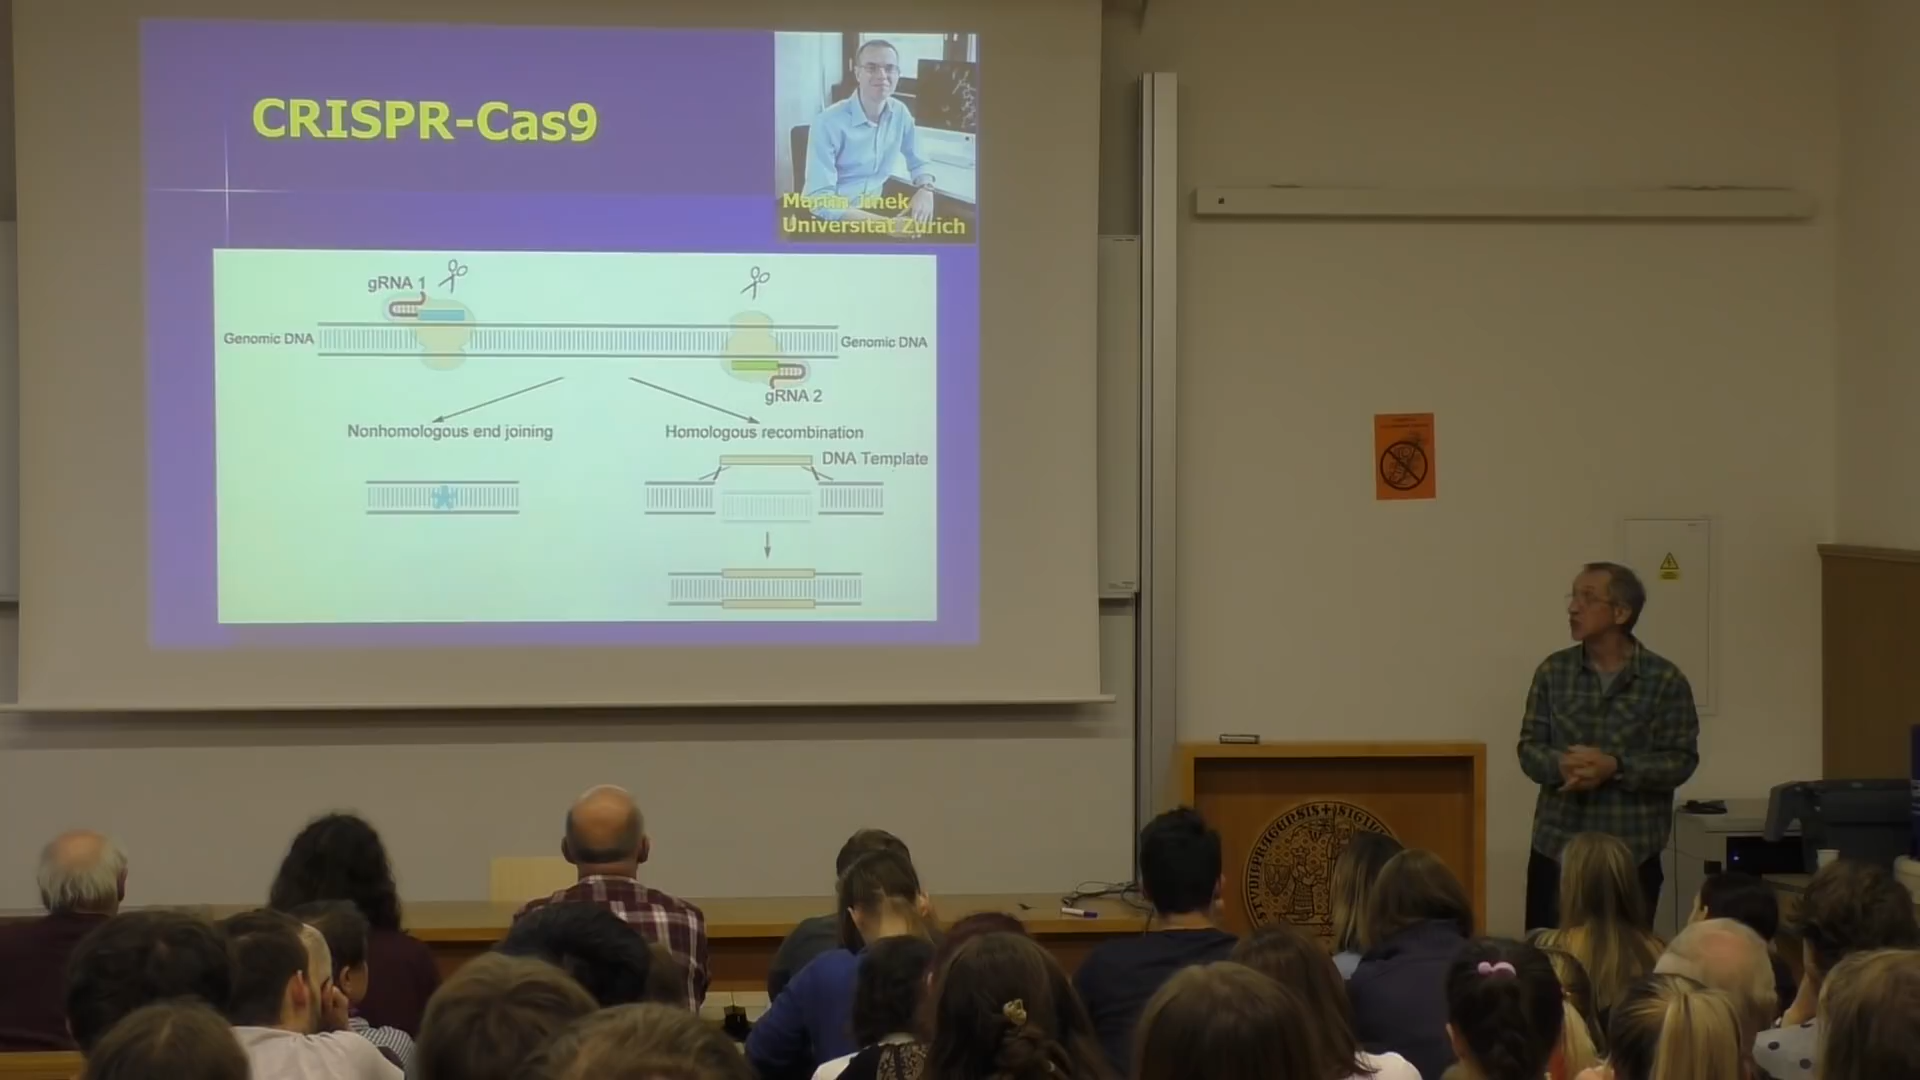 CRISPR-Cas9
Martin Jinek
Universität Zürich
gRNA 1
Genomic DNA
Genomic DNA
gRNA 2
Nonhomologous end joining
Homologous recombination
DNA Template